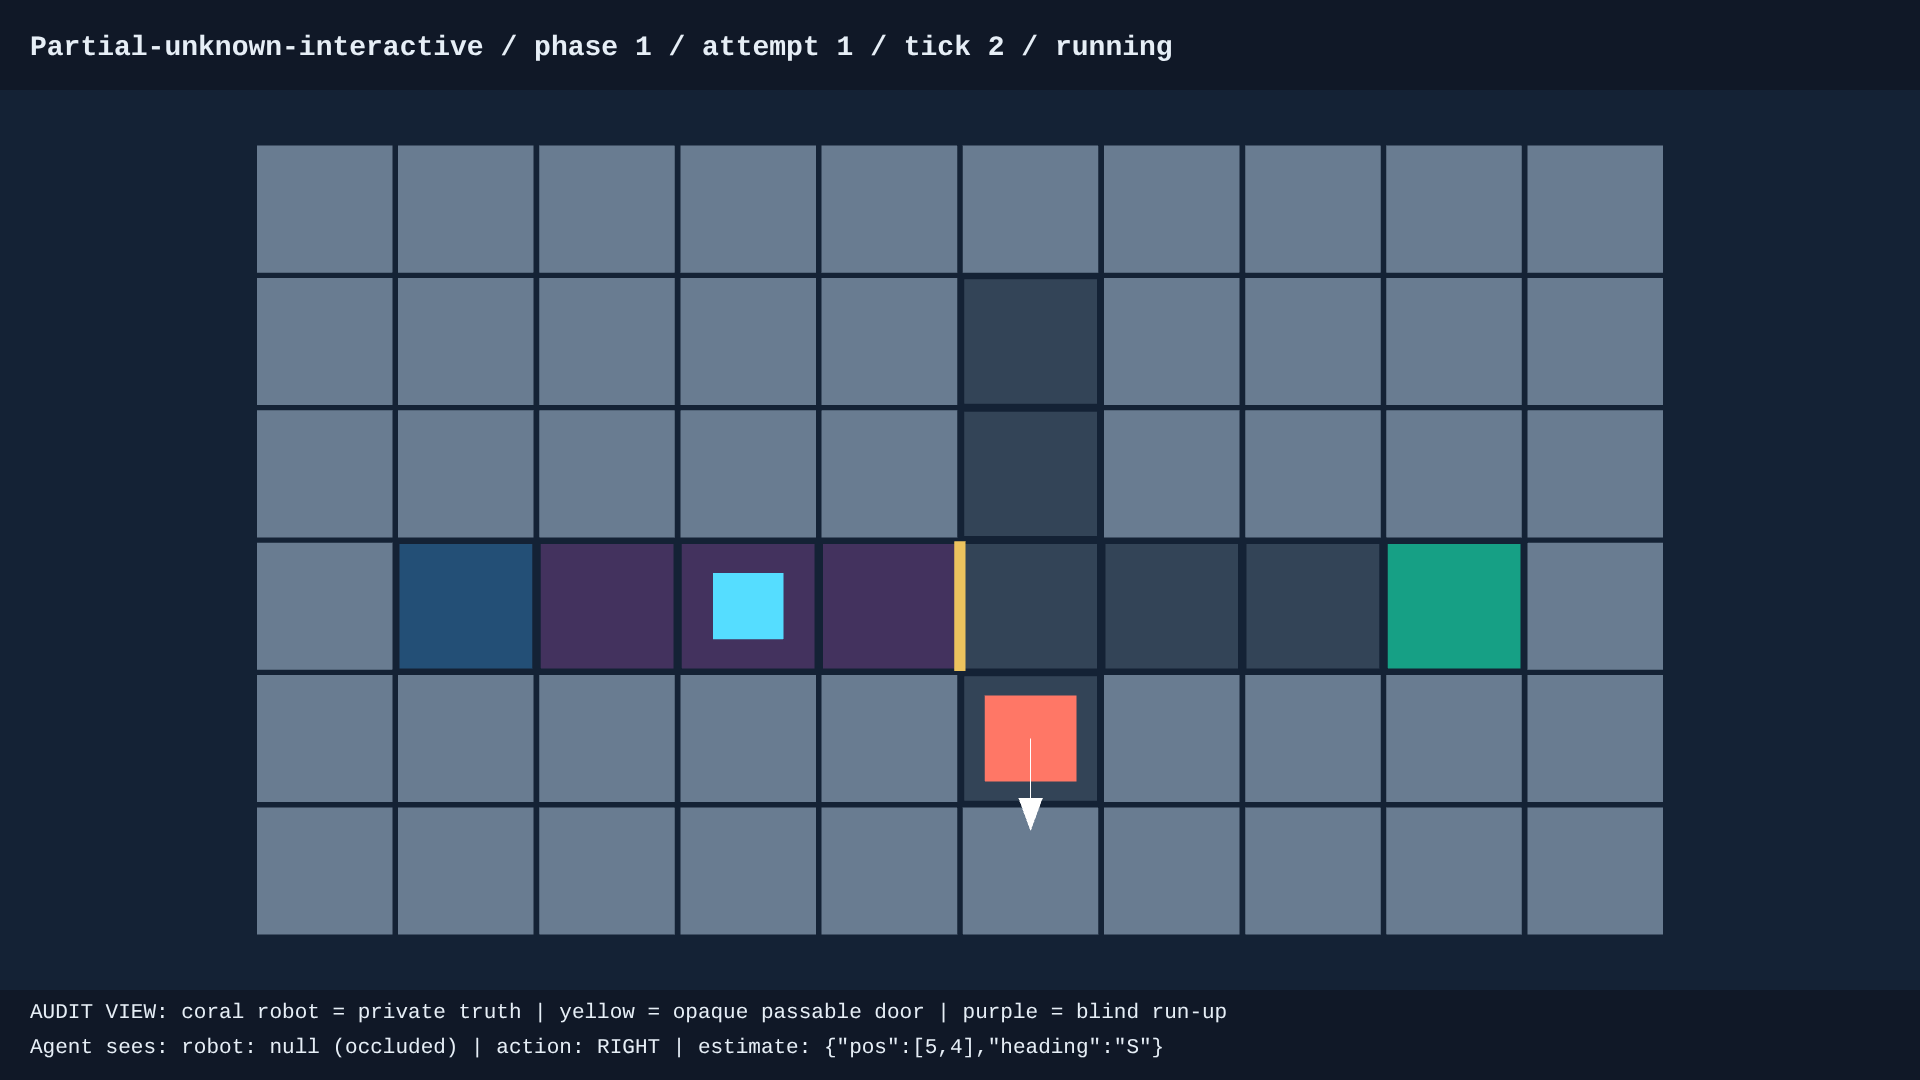 Partial-unknown-interactive / phase 1 / attempt 1 / tick 2 / running
AUDIT VIEW: coral robot = private truth | yellow = opaque passable door | purple = blind run-up
Agent sees: robot: null (occluded) | action: RIGHT | estimate: {"pos":[5,4],"heading":"S"}